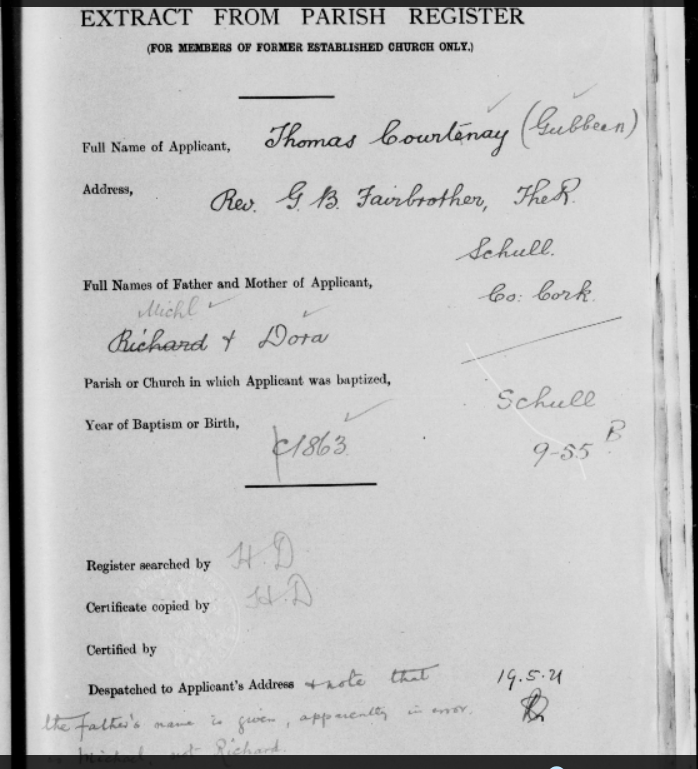 EXTRACT FROM PARISH REGISTER
(FOR MEMBERS OF FORMER ESTABLISHED CHURCH ONLY.)
Full Name of Applicant, Thomas Courtenay (Gubbeen)
Address, Rev. G. B. Fairbrother, The R.
Schull.
Full Names of Father and Mother of Applicant,
Co: Cork.
Michl
Richard + Dora
Parish or Church in which Applicant was baptized,
Schull
Year of Baptism or Birth,
c1863
B
9-55
Register searched by H. D
Certificate copied by H. D
Certified by
Despatched to Applicant's Address + note that 19.5.21
the father's name is given, apparently in error,
Michael, not Richard.